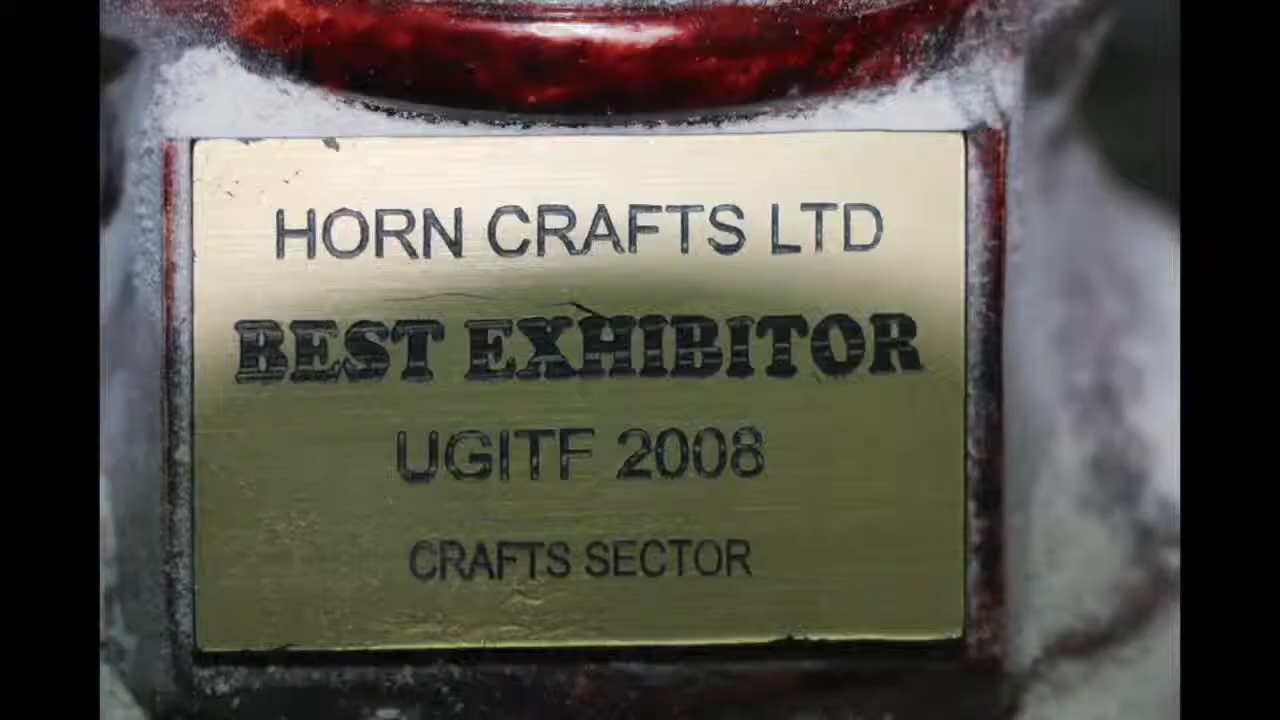 HORN CRAFTS LTD
BEST EXHIBITOR
UGITF 2008
CRAFTS SECTOR